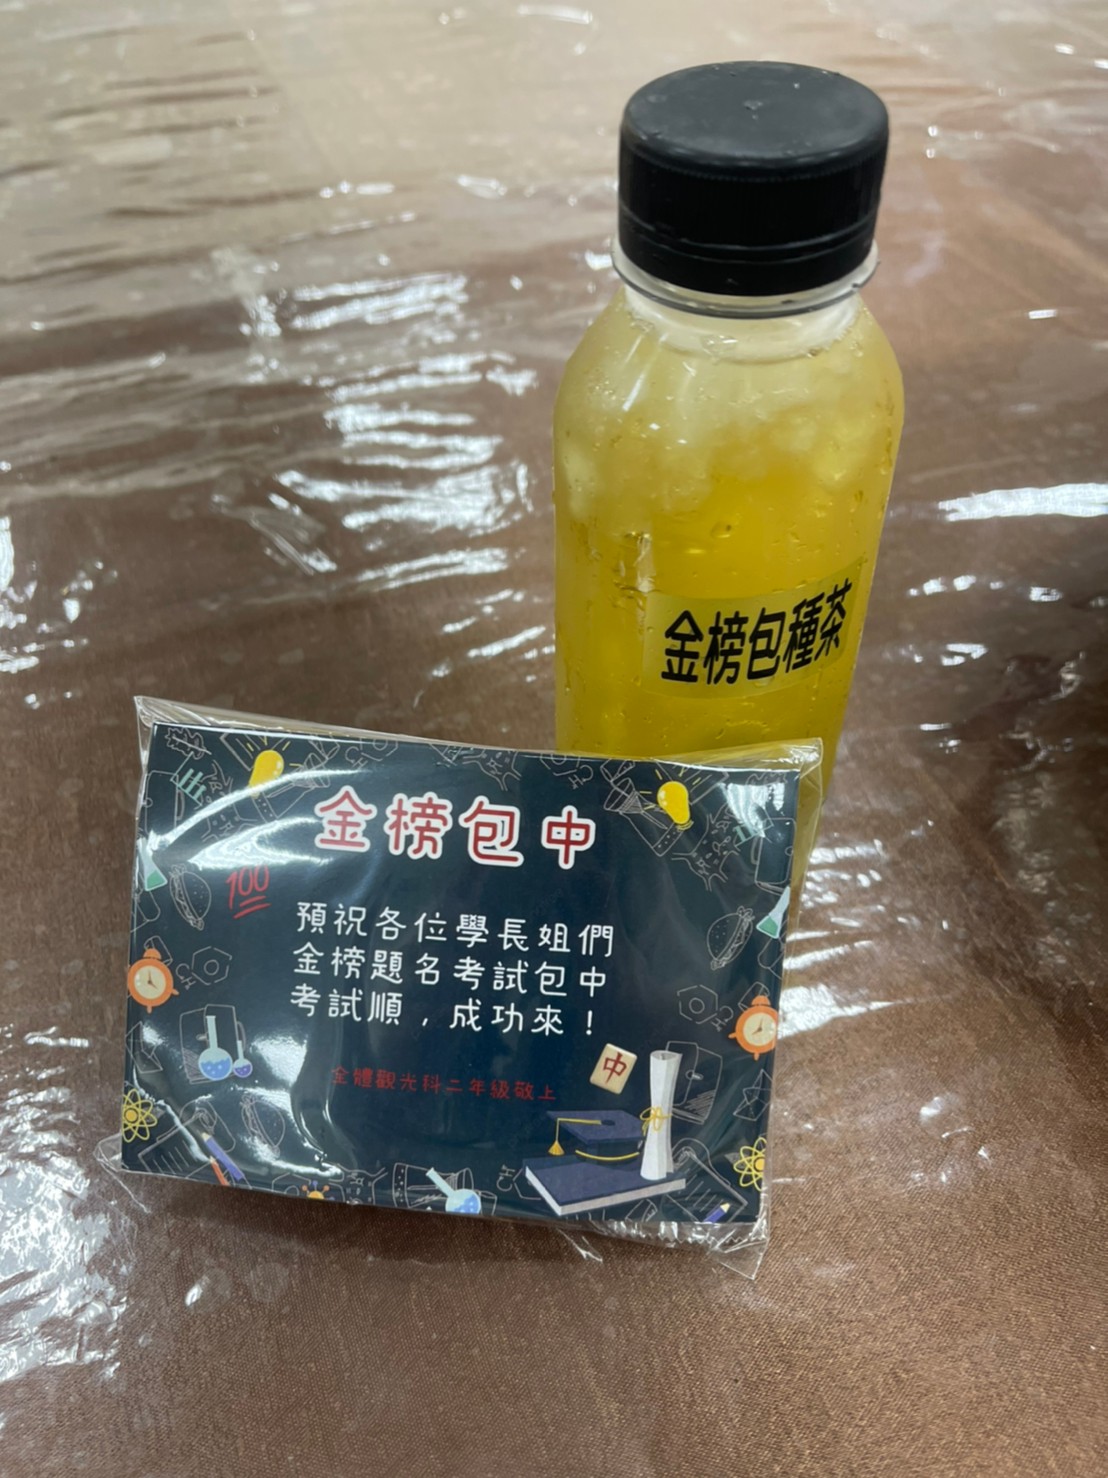 金榜包種茶
金榜包中
100
預祝各位學長姐們
金榜題名考試包中
考試順，成功來！
全體觀光科二年級敬上
中